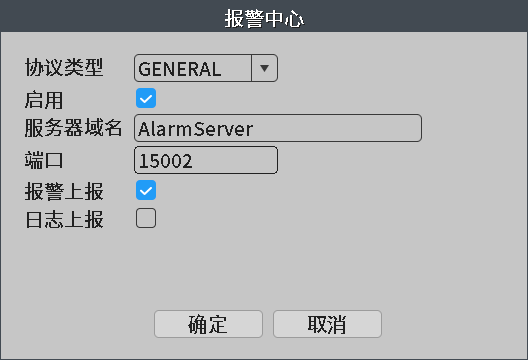 报警中心
协议类型 GENERAL
启用
服务器域名 AlarmServer
端口 15002
报警上报
日志上报
确定 取消